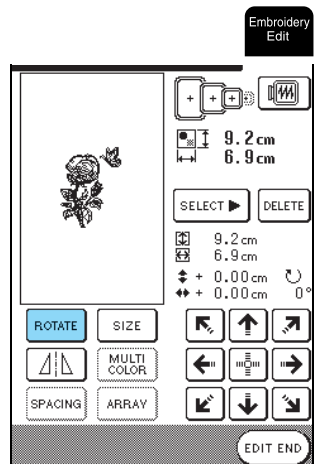 Embroidery
Edit
9.2cm
6.9cm
SELECT ▶
DELETE
9.2cm
6.9cm
+ 0.00cm
+ 0.00cm 0°
ROTATE
SIZE
MULTI
COLOR
SPACING
ARRAY
EDIT END